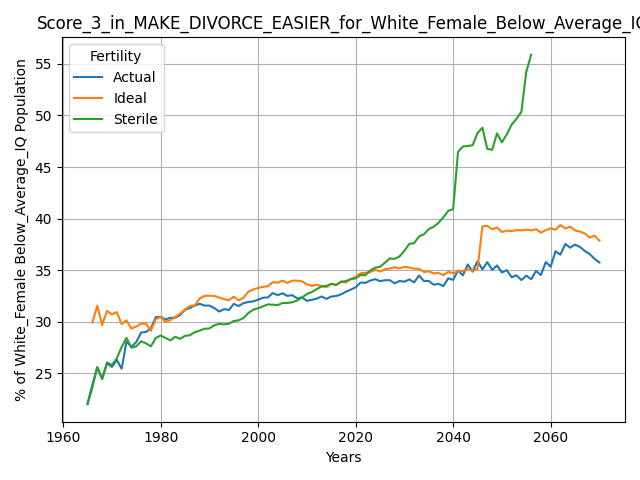 Score_3_in_MAKE_DIVORCE_EASIER_for_White_Female_Below_Average_IQ
Fertility
Actual
Ideal
Sterile
% of White_Female Below_Average_IQ Population
55
50
45
40
35
30
25
1960
1980
2000
2020
2040
2060
Years